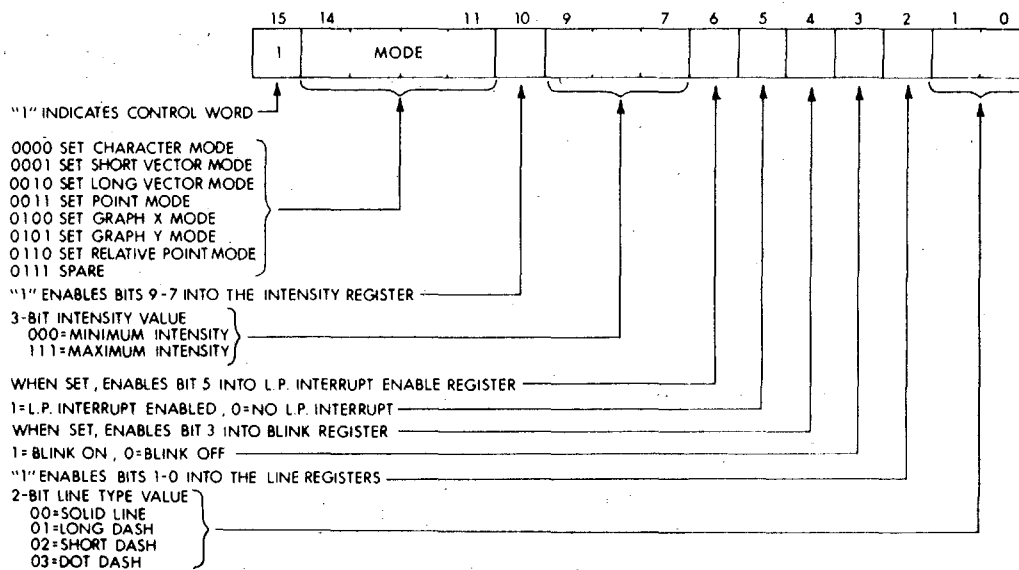 15 14 11 10 9 7 6 5 4 3 2 1 0
1 MODE
"1" INDICATES CONTROL WORD
0000 SET CHARACTER MODE
0001 SET SHORT VECTOR MODE
0010 SET LONG VECTOR MODE
0011 SET POINT MODE
0100 SET GRAPH X MODE
0101 SET GRAPH Y MODE
0110 SET RELATIVE POINT MODE
0111 SPARE
"1" ENABLES BITS 9-7 INTO THE INTENSITY REGISTER
3-BIT INTENSITY VALUE
000=MINIMUM INTENSITY
111=MAXIMUM INTENSITY
WHEN SET, ENABLES BIT 5 INTO L.P. INTERRUPT ENABLE REGISTER
1=L.P. INTERRUPT ENABLED, 0=NO L.P. INTERRUPT
WHEN SET, ENABLES BIT 3 INTO BLINK REGISTER
1=BLINK ON, 0=BLINK OFF
"1" ENABLES BITS 1-0 INTO THE LINE REGISTERS
2-BIT LINE TYPE VALUE
00=SOLID LINE
01=LONG DASH
02=SHORT DASH
03=DOT DASH